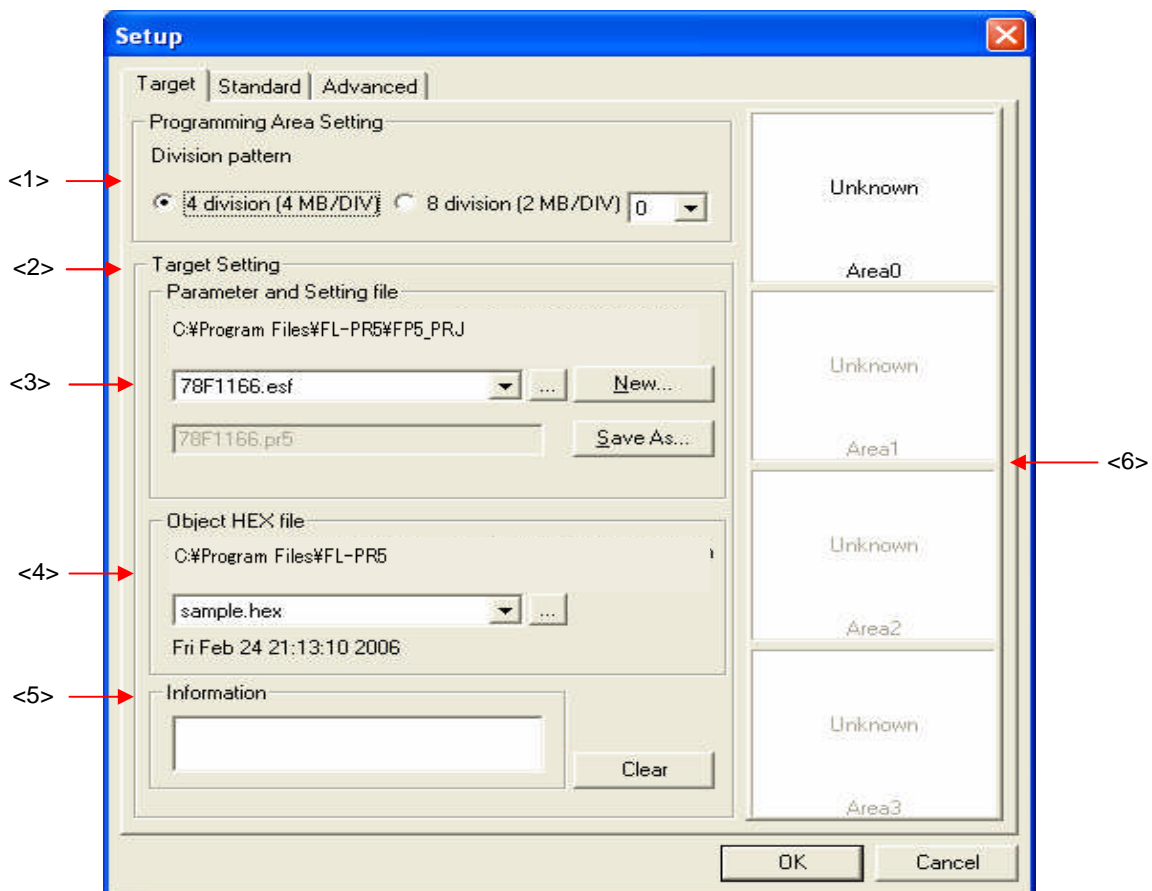 Setup
Target Standard Advanced
Programming Area Setting
Division pattern
<1>
4 division (4 MB/DIV) 8 division (2 MB/DIV) 0
<2>
Target Setting
Parameter and Setting file
C:¥Program Files¥FL-PR5¥FP5_PRJ
<3>
78F1166.esf ... New...
78F1166.pr5 Save As...
Object HEX file
C:¥Program Files¥FL-PR5
<4>
sample.hex ...
Fri Feb 24 21:13:10 2006
<5>
Information
Clear
Unknown
Area0
Unknown
Area1
<6>
Unknown
Area2
Unknown
Area3
OK Cancel